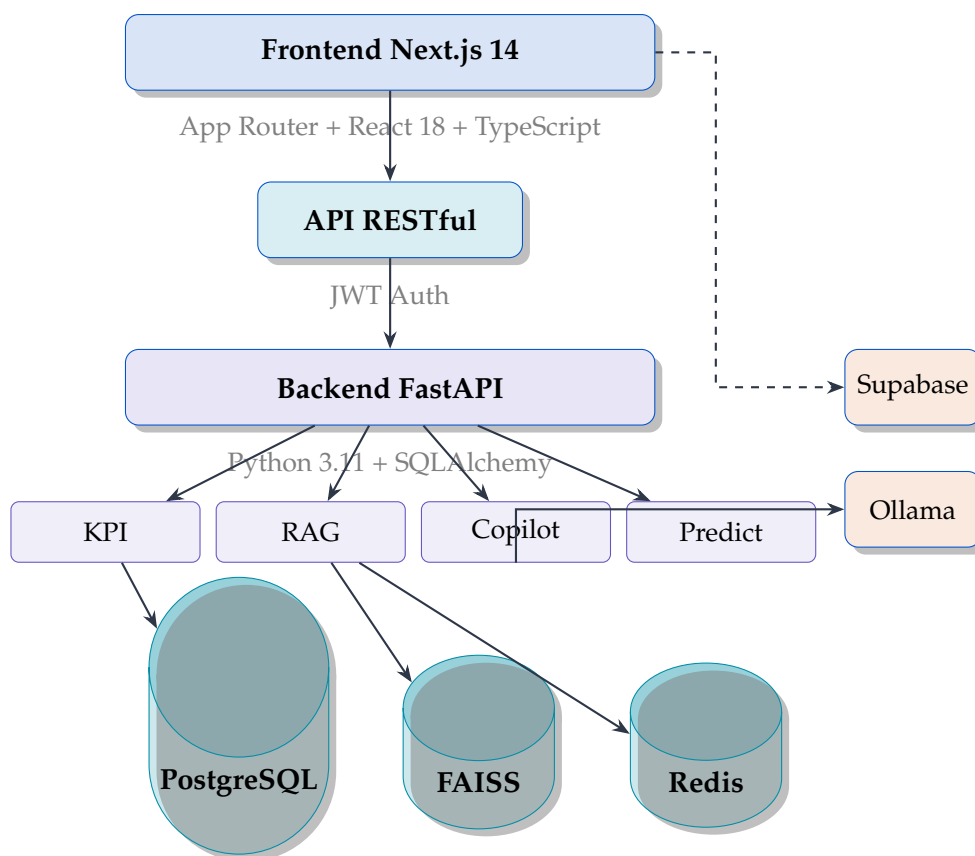 Frontend Next.js 14
App Router + React 18 + TypeScript
API RESTful
JWT Auth
Backend FastAPI
Supabase
Python 3.11 + SQLAlchemy
Ollama
KPI
RAG
Copilot
Predict
PostgreSQL
FAISS
Redis